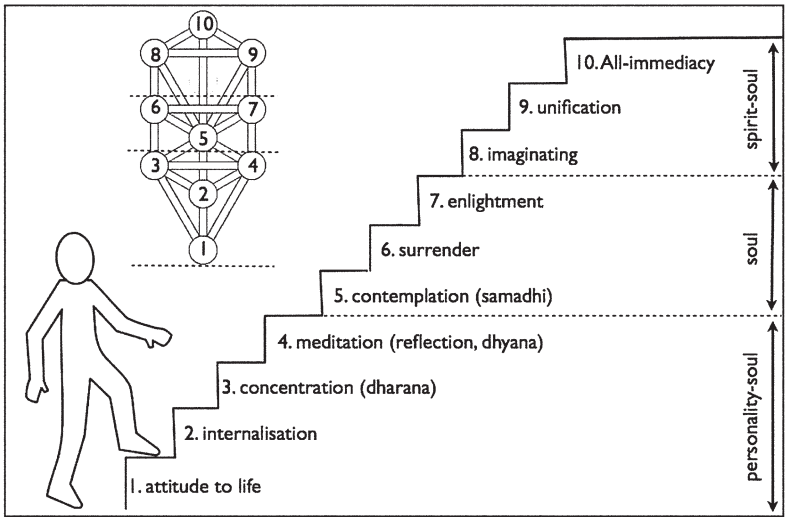 10
8
9
6
7
5
3
4
2
1
10. All-immediacy
9. unification
8. imaginating
7. enlightment
6. surrender
5. contemplation (samadhi)
4. meditation (reflection, dhyana)
3. concentration (dharana)
2. internalisation
1. attitude to life
spirit-soul
soul
personality-soul